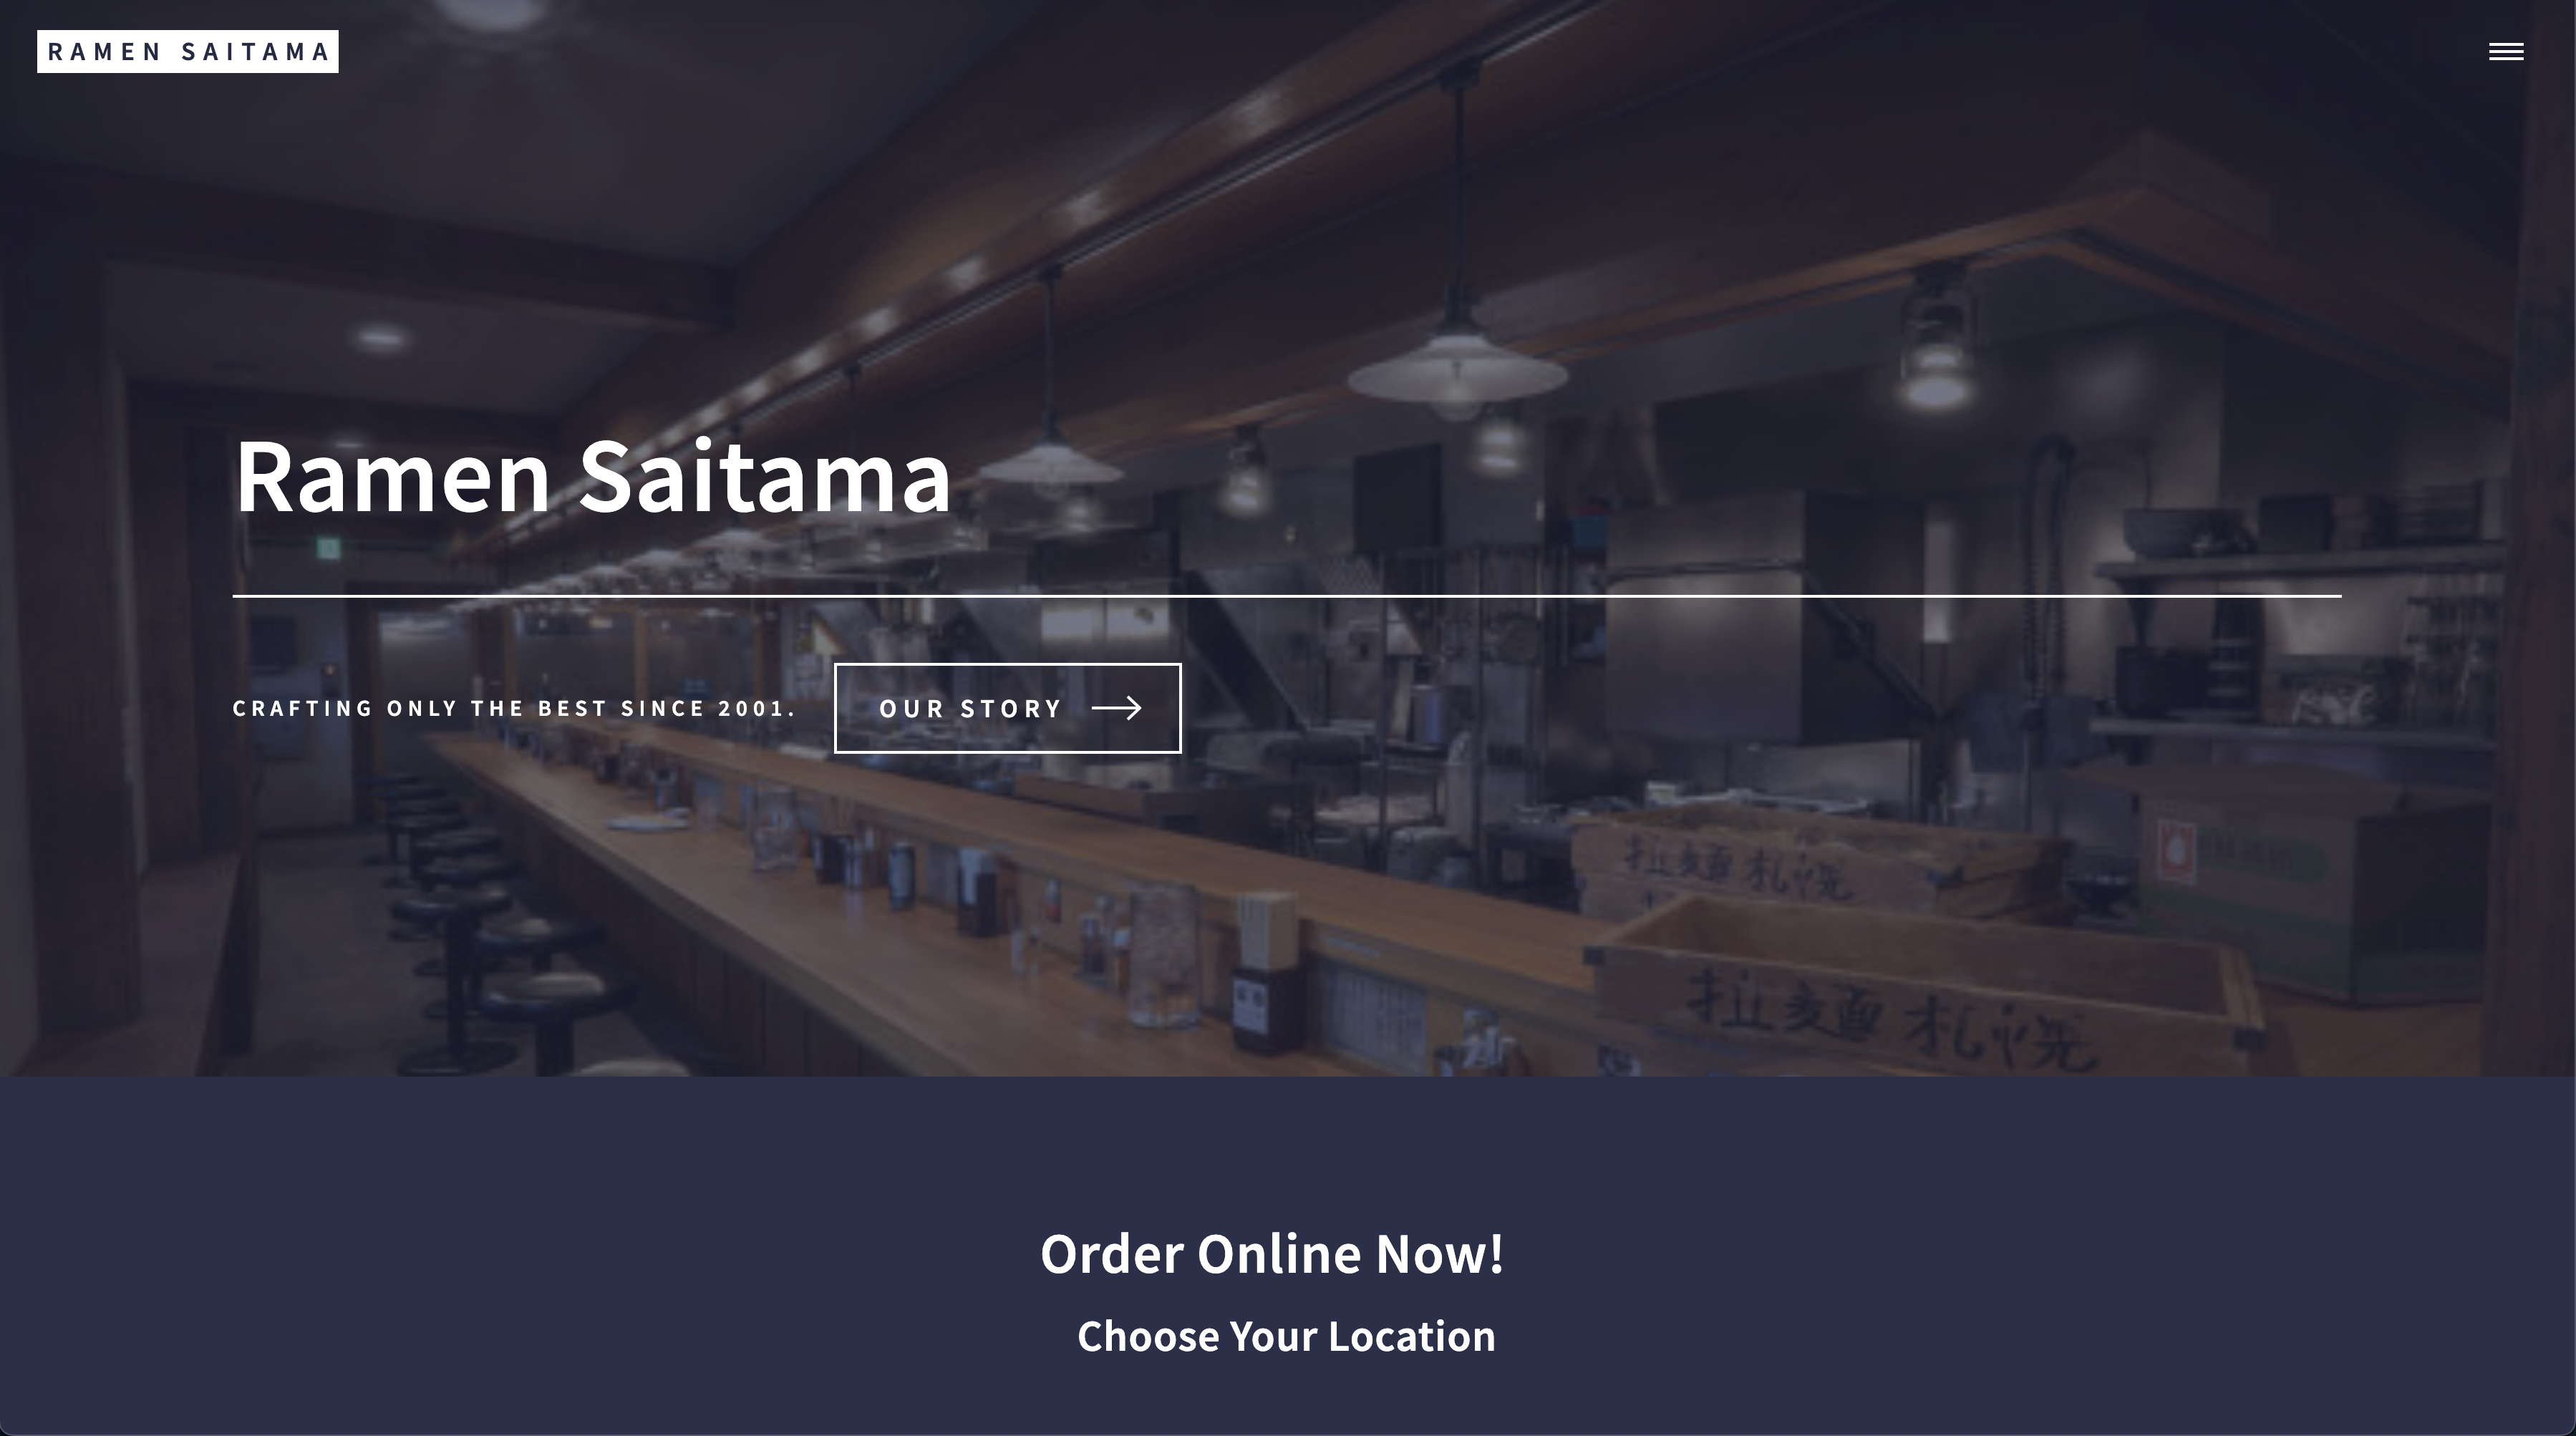 RAMEN SAITAMA
Ramen Saitama
CRAFTING ONLY THE BEST SINCE 2001.
OUR STORY
拉麺 札幌
拉麺 札幌
Order Online Now!
Choose Your Location